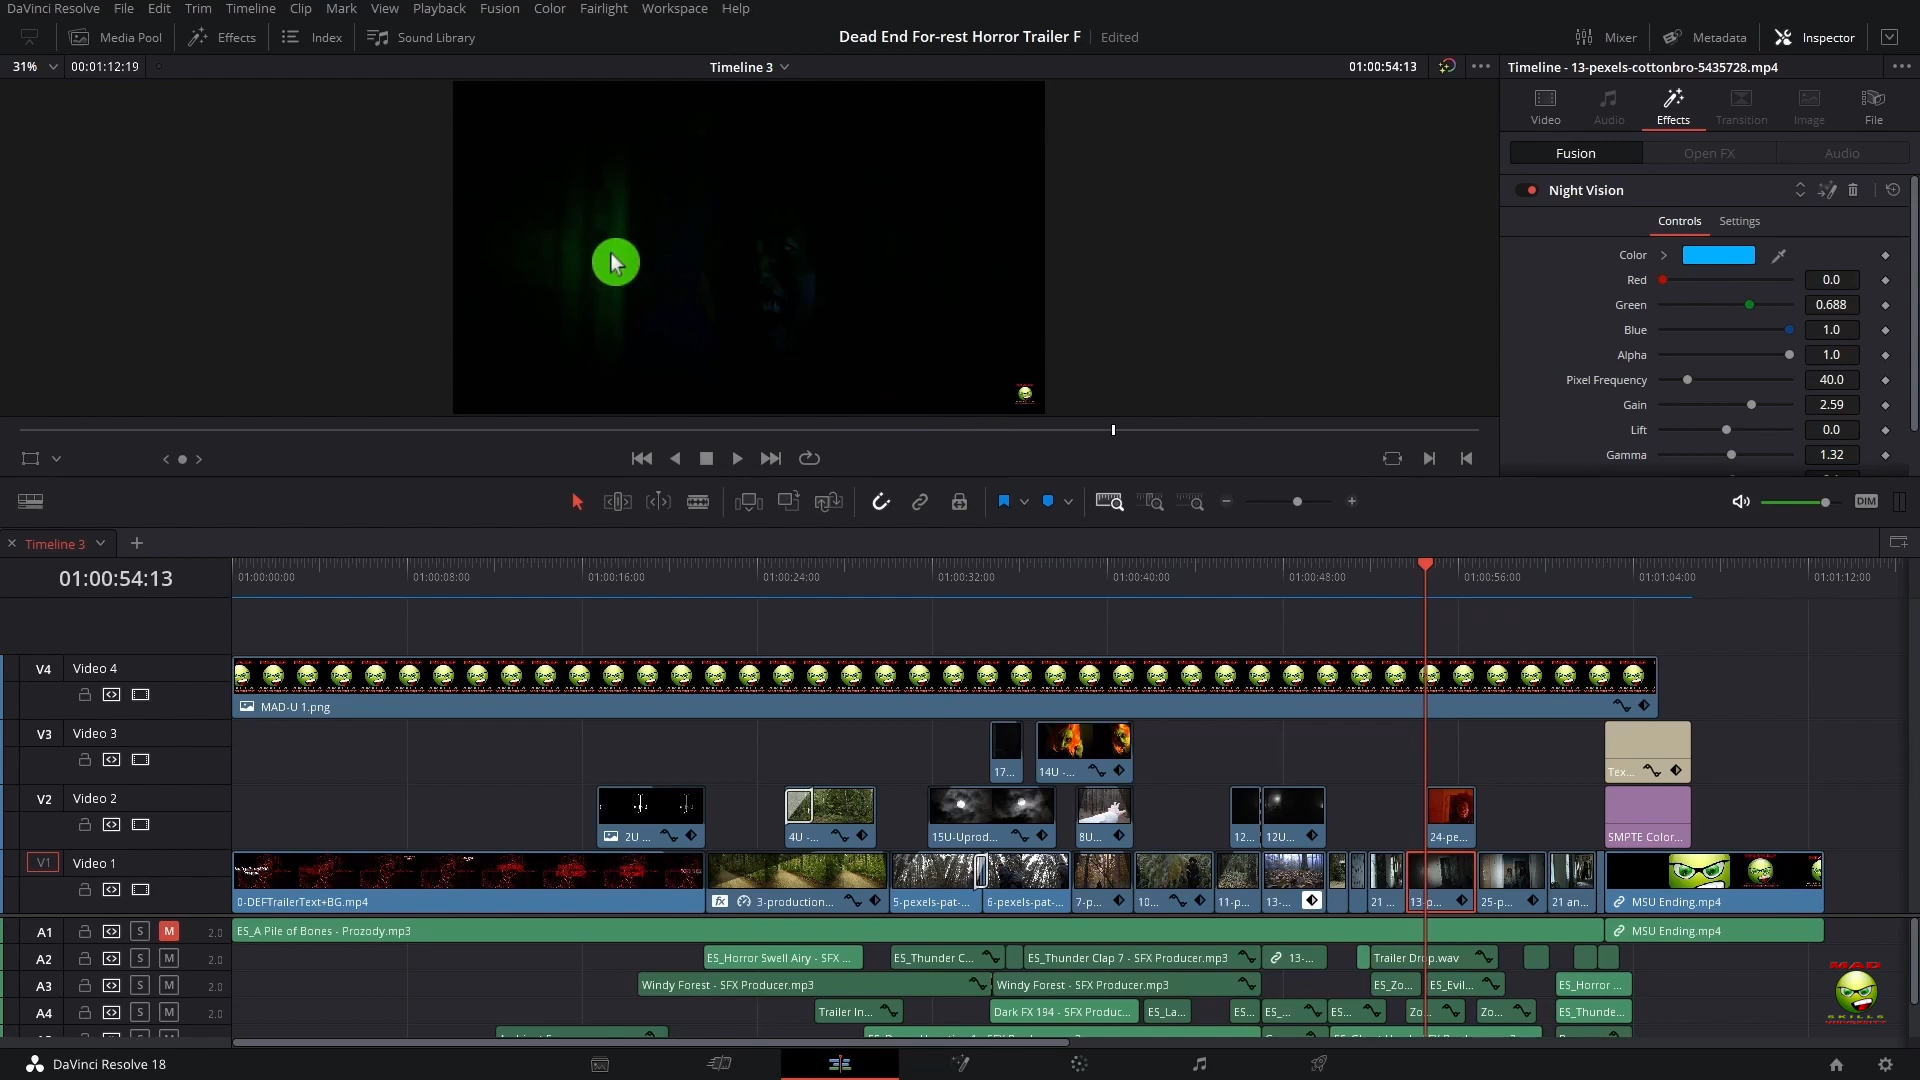 DaVinci Resolve File Edit Trim Timeline Clip Mark View Playback Fusion Color Fairlight Workspace Help
Media Pool Effects Index Sound Library Dead End For-rest Horror Trailer F Edited Mixer Metadata Inspector
31% 00:01:12:19 Timeline 3 01:00:54:13 Timeline - 13-pexels-cottonbro-5435728.mp4
Video Audio Effects Transition Image File
Fusion Open FX Audio
Night Vision
Controls Settings
Color
Red 0.0
Green 0.688
Blue 1.0
Alpha 1.0
Pixel Frequency 40.0
Gain 2.59
Lift 0.0
Gamma 1.32
DIM
Timeline 3
01:00:54:13 01:00:00:00 01:00:08:00 01:00:16:00 01:00:24:00 01:00:32:00 01:00:40:00 01:00:48:00 01:00:56:00 01:01:04:00 01:01:12:00
V4 Video 4
MAD-U 1.png
V3 Video 3
17... 14U -... Tex...
V2 Video 2
2U ... 4U -... 15U-Uprod... 8U... 12... 12U... 24-pe... SMPTE Color...
V1 Video 1
0-DEFTrailerText+BG.mp4 fx 3-production... 5-pexels-pat-... 6-pexels-pat-... 7-p... 10... 11-p... 13-... 21 ... 13-p... 25-p... 21 an... MSU Ending.mp4
A1 S M 2.0 ES_A Pile of Bones - Prozody.mp3 MSU Ending.mp4
A2 S M 2.0 ES_Horror Swell Airy - SFX ... ES_Thunder C... ES_Thunder Clap 7 - SFX Producer.mp3 13-... Trailer Drop.wav
A3 S M 2.0 Windy Forest - SFX Producer.mp3 Windy Forest - SFX Producer.mp3 ES_Zo... ES_Evil... ES_Horror ...
A4 S M 2.0 Trailer In... Dark FX 194 - SFX Produc... ES_La... ES... ES_... ES... Zo... Zo... ES_Thunde...
MAD
SKILLS
UNIVERSITY
DaVinci Resolve 18